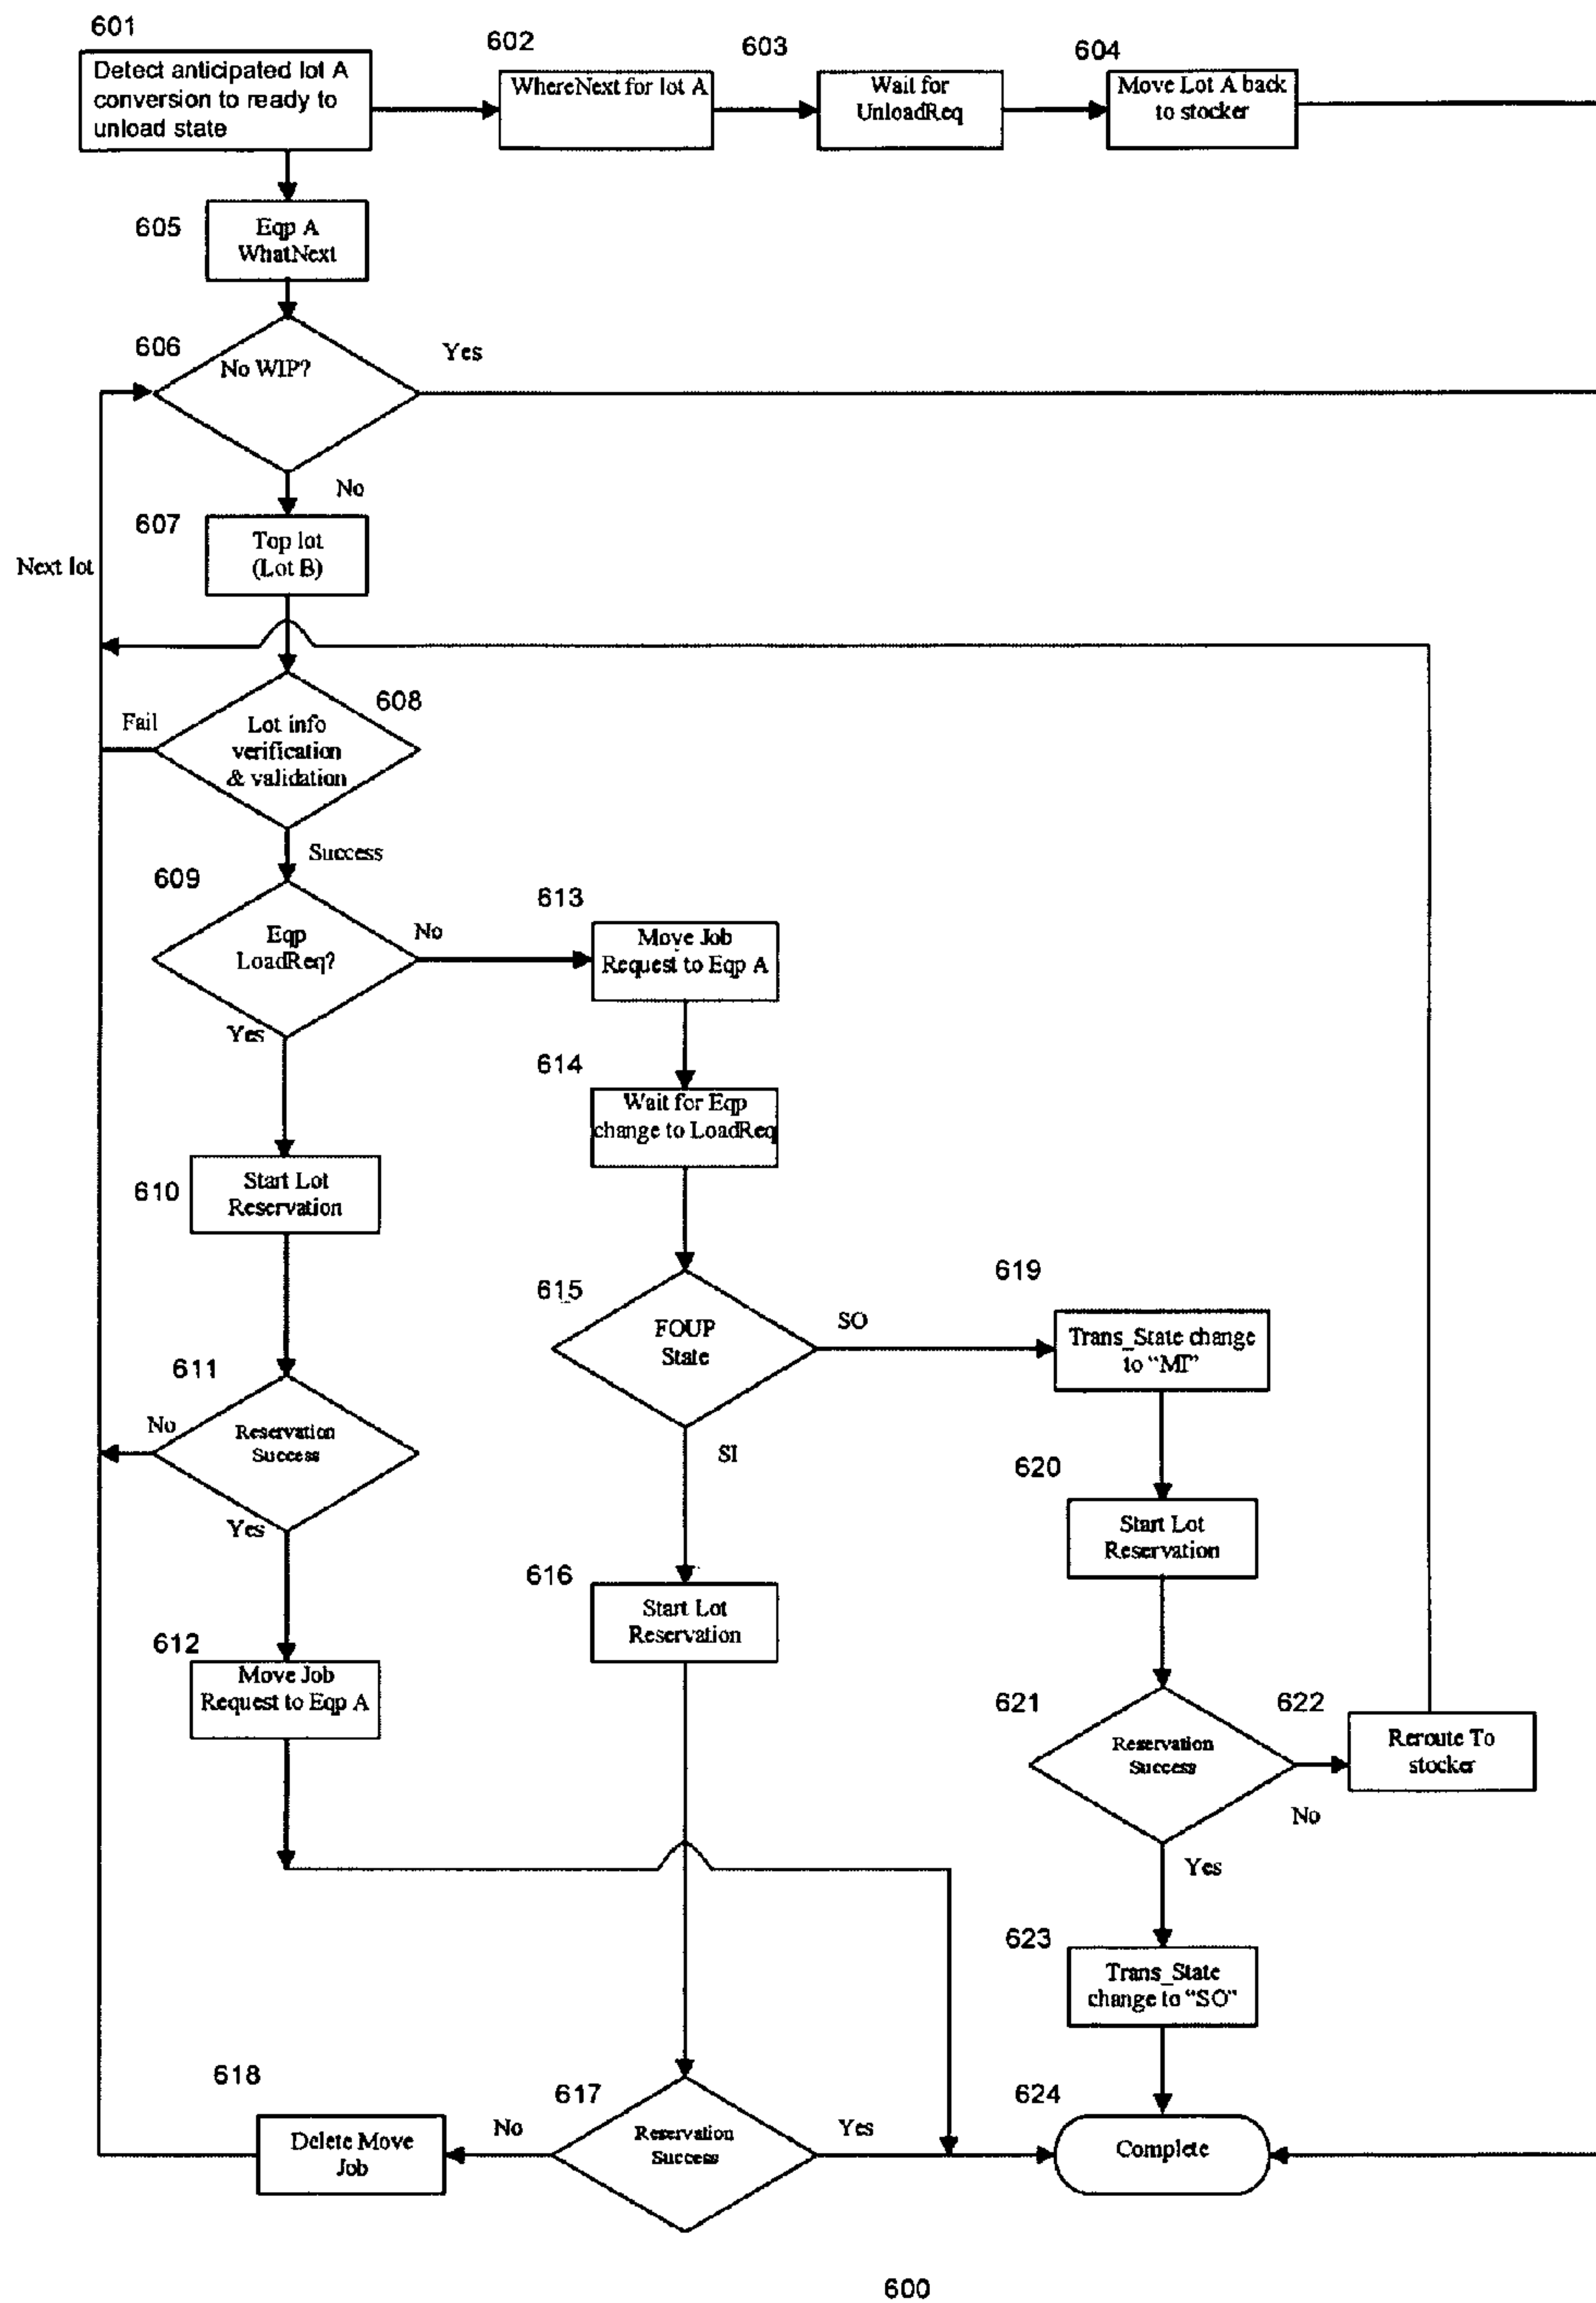 601
Detect anticipated lot A
conversion to ready to
unload state
602
WhereNext for lot A
603
Wait for
UnloadReq
604
Move Lot A back
to stocker
605
Eqp A
WhatNext
606
No WIP?
Yes
No
607
Top lot
(Lot B)
Next lot
608
Fail
Lot info
verification
& validation
Success
609
Eqp
LoadReq?
No
Yes
613
Move Job
Request to Eqp A
614
Wait for Eqp
change to LoadReq
610
Start Lot
Reservation
615
FOUP
State
SO
SI
619
Trans_State change
to "MI"
611
No
Reservation
Success
Yes
620
Start Lot
Reservation
616
Start Lot
Reservation
612
Move Job
Request to Eqp A
621
Reservation
Success
622
Reroute To
stocker
No
Yes
623
Trans_State
change to "SO"
618
Delete Move
Job
No
617
Reservation
Success
Yes
624
Complete
600